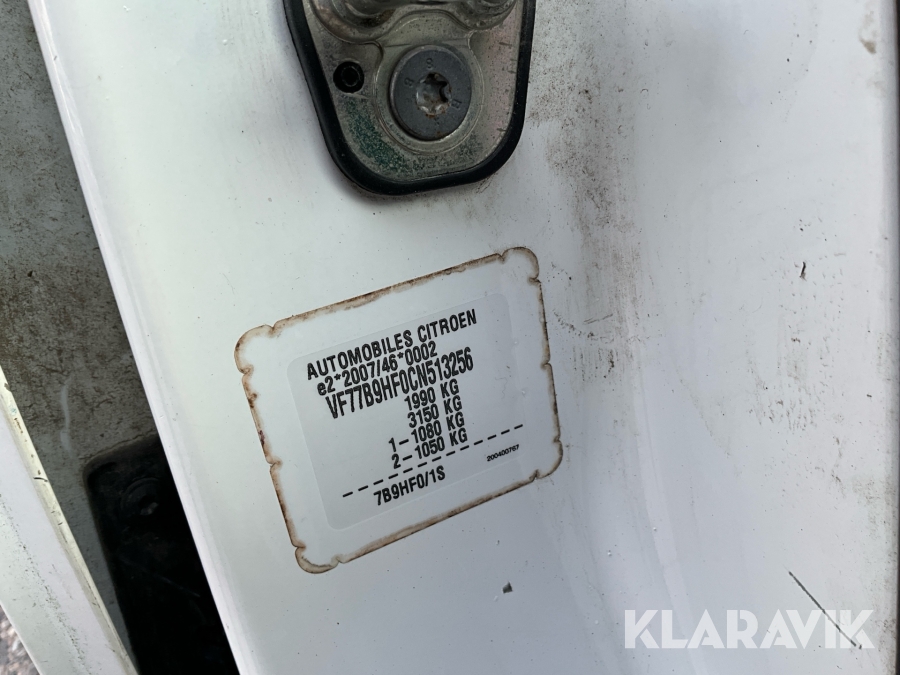 AUTOMOBILES CITROEN
e2*2007/46*0002
VF77B9HF0CN513256
1990 KG
3150 KG
1-1080 KG
2-1050 KG
200400767
7B9HF0/1S
KLARAVIK